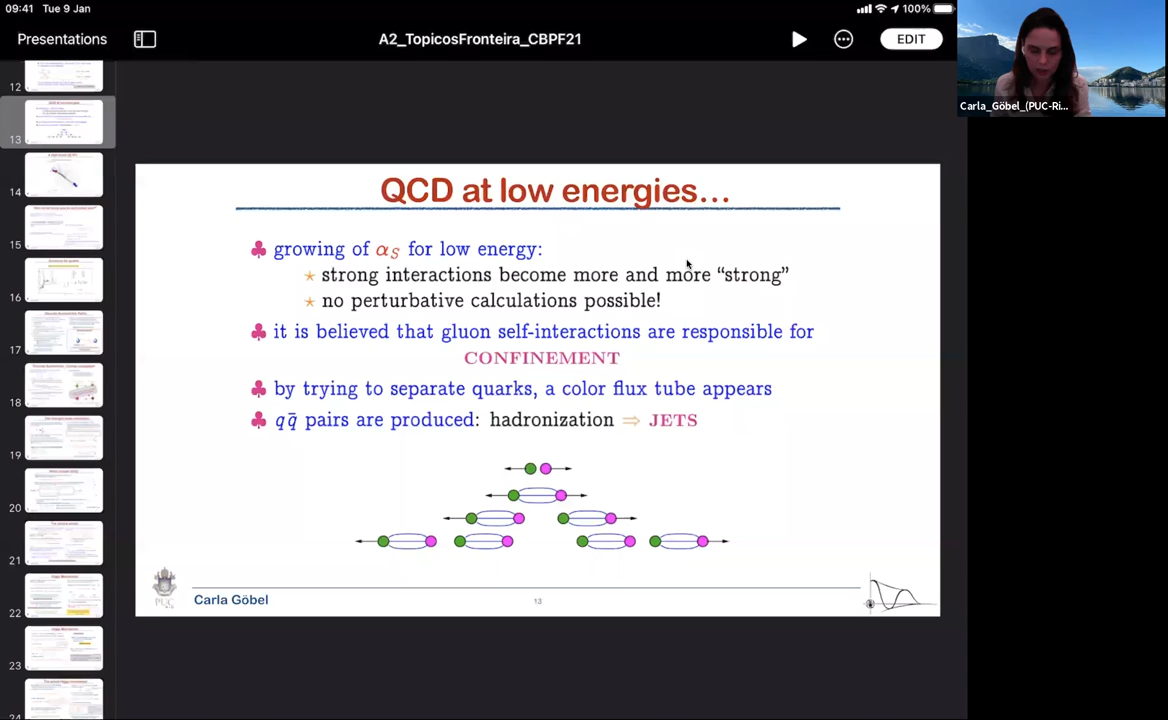 09:41 Tue 9 Jan
100%
Presentations
A2_TopicosFronteira_CBPF21
EDIT
Carla_Göbel_(PUC-Ri...
12
13
14
15
16
17
18
19
20
21
22
23
24
QCD at low energies…
♣ growing of αS for low energy:
⋆ strong interactions become more and more “strong”
⋆ no perturbative calculations possible!
♣ it is believed that gluon self-interactions are responsible for
CONFINEMENT
♣ by trying to separate quarks, a color flux tube appears
♣ qq̄ pairs are produced: hadronization ⇒ JETS
PUC
Carla Göbel
13